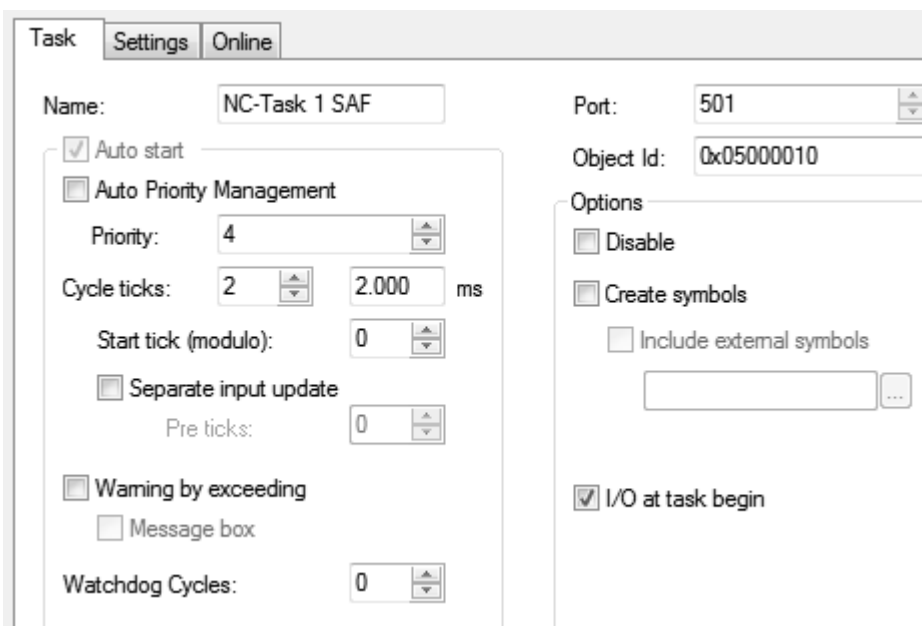 Task Settings Online
Name: NC-Task 1 SAF
Port: 501
Auto start
Object Id: 0x05000010
Auto Priority Management
Options
Priority: 4
Disable
Cycle ticks: 2 2.000 ms
Create symbols
Start tick (modulo): 0
Include external symbols
Separate input update
...
Pre ticks: 0
Warning by exceeding
I/O at task begin
Message box
Watchdog Cycles: 0